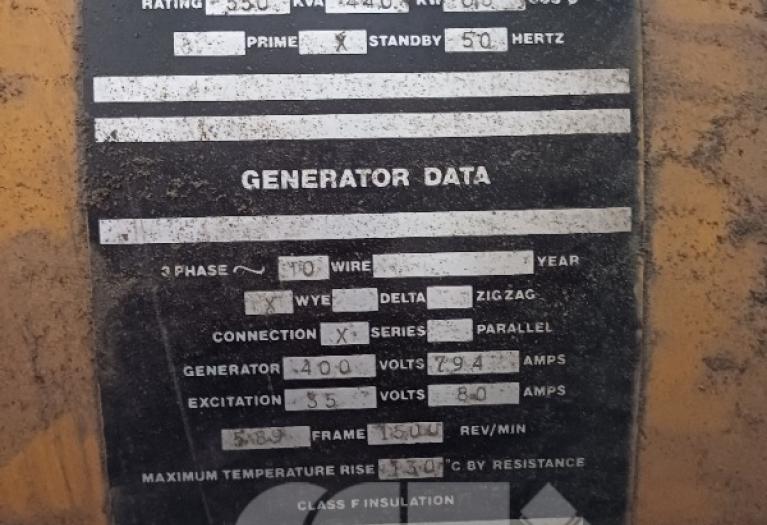 RATING 550 KVA 440 KW 0.8 COS
PRIME X STANDBY 50 HERTZ
GENERATOR DATA
3 PHASE ~ 10 WIRE YEAR
X WYE DELTA ZIGZAG
CONNECTION X SERIES PARALLEL
GENERATOR 400 VOLTS 794 AMPS
EXCITATION 35 VOLTS 80 AMPS
589 FRAME 1500 REV/MIN
MAXIMUM TEMPERATURE RISE 130 °C BY RESISTANCE
CLASS F INSULATION